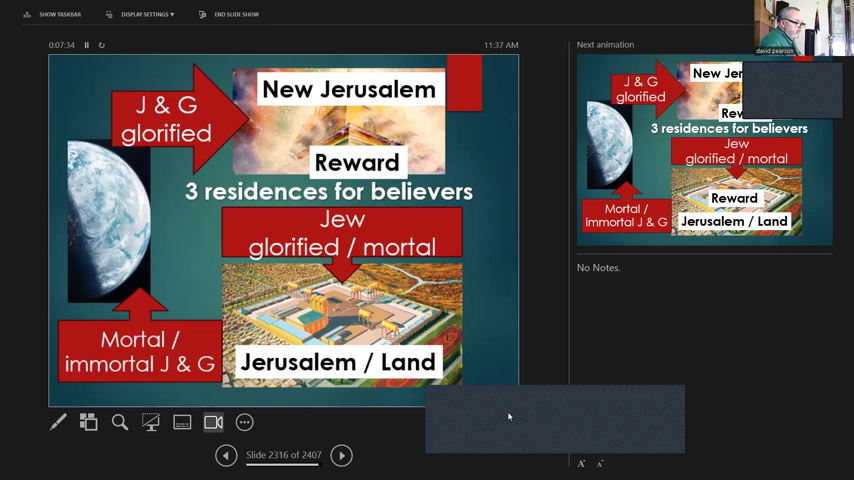 SHOW TASKBAR
DISPLAY SETTINGS
END SLIDE SHOW
0:07:34
11:37 AM
J & G
glorified
New Jerusalem
Reward
3 residences for believers
Jew
glorified / mortal
Mortal /
immortal J & G
Jerusalem / Land
Slide 2316 of 2407
david pearson
Next animation
J & G
glorified
New Jer
Rew
3 residences for believers
Jew
glorified / mortal
Reward
Mortal /
immortal J & G
Jerusalem / Land
No Notes.
A
A